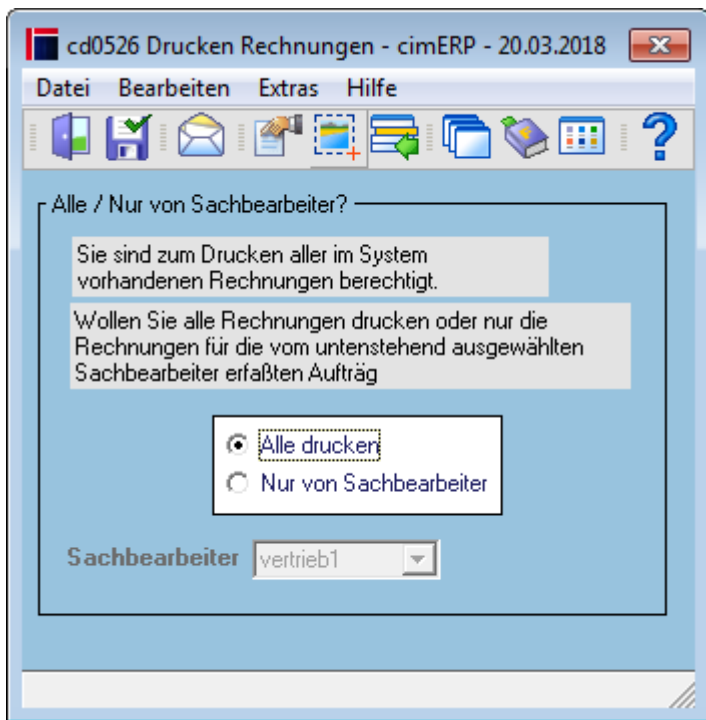 cd0526 Drucken Rechnungen - cimERP - 20.03.2018
Datei Bearbeiten Extras Hilfe
Alle / Nur von Sachbearbeiter?
Sie sind zum Drucken aller im System
vorhandenen Rechnungen berechtigt.
Wollen Sie alle Rechnungen drucken oder nur die
Rechnungen für die vom untenstehend ausgewählten
Sachbearbeiter erfaßten Aufträg
Alle drucken
Nur von Sachbearbeiter
Sachbearbeiter vertrieb1